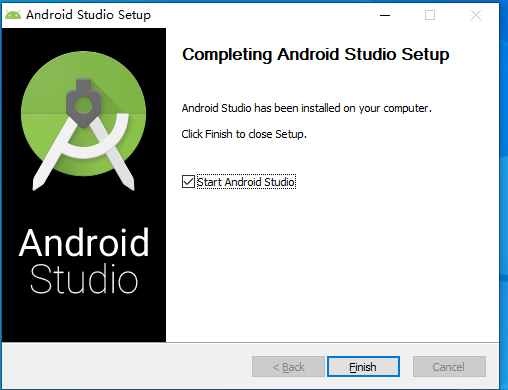 Android Studio Setup
Completing Android Studio Setup
Android Studio has been installed on your computer.
Click Finish to close Setup.
Start Android Studio
Android
Studio
< Back
Finish
Cancel